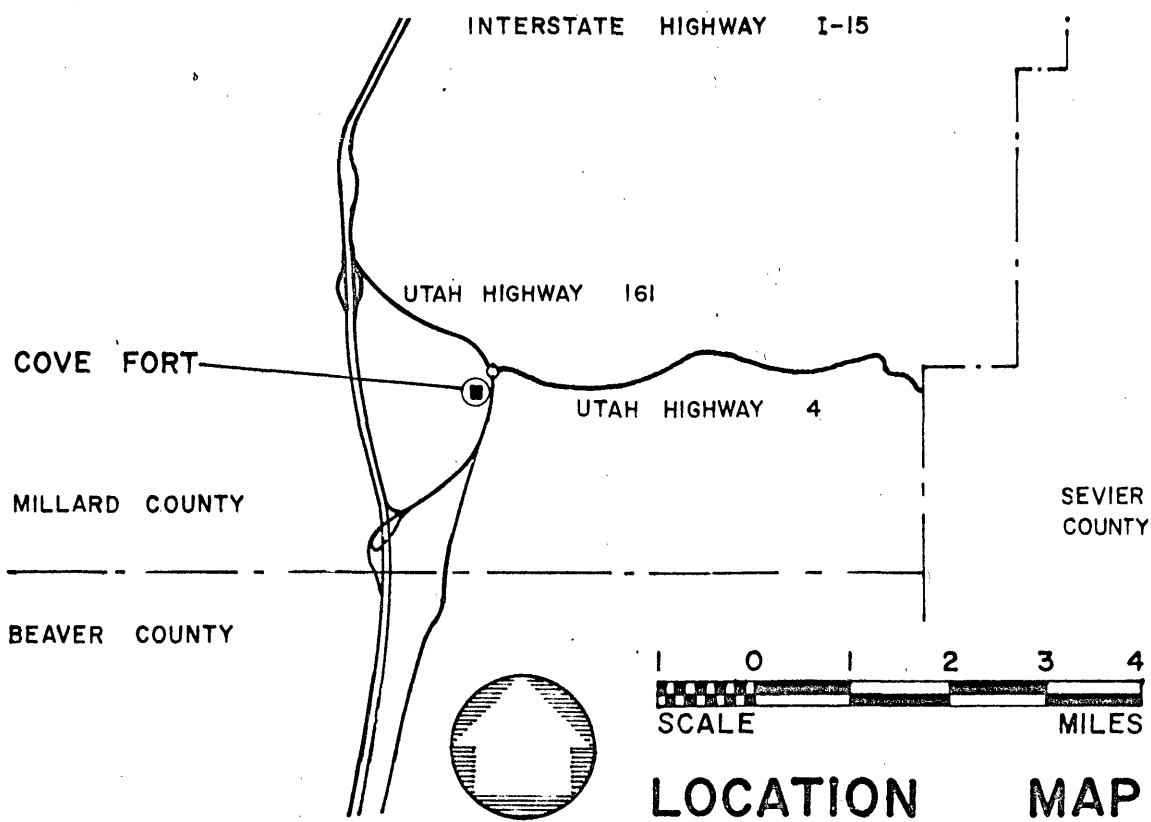 INTERSTATE HIGHWAY I-15
UTAH HIGHWAY 161
COVE FORT
UTAH HIGHWAY 4
MILLARD COUNTY
SEVIER
COUNTY
BEAVER COUNTY
1 0 1 2 3 4
SCALE MILES
LOCATION MAP